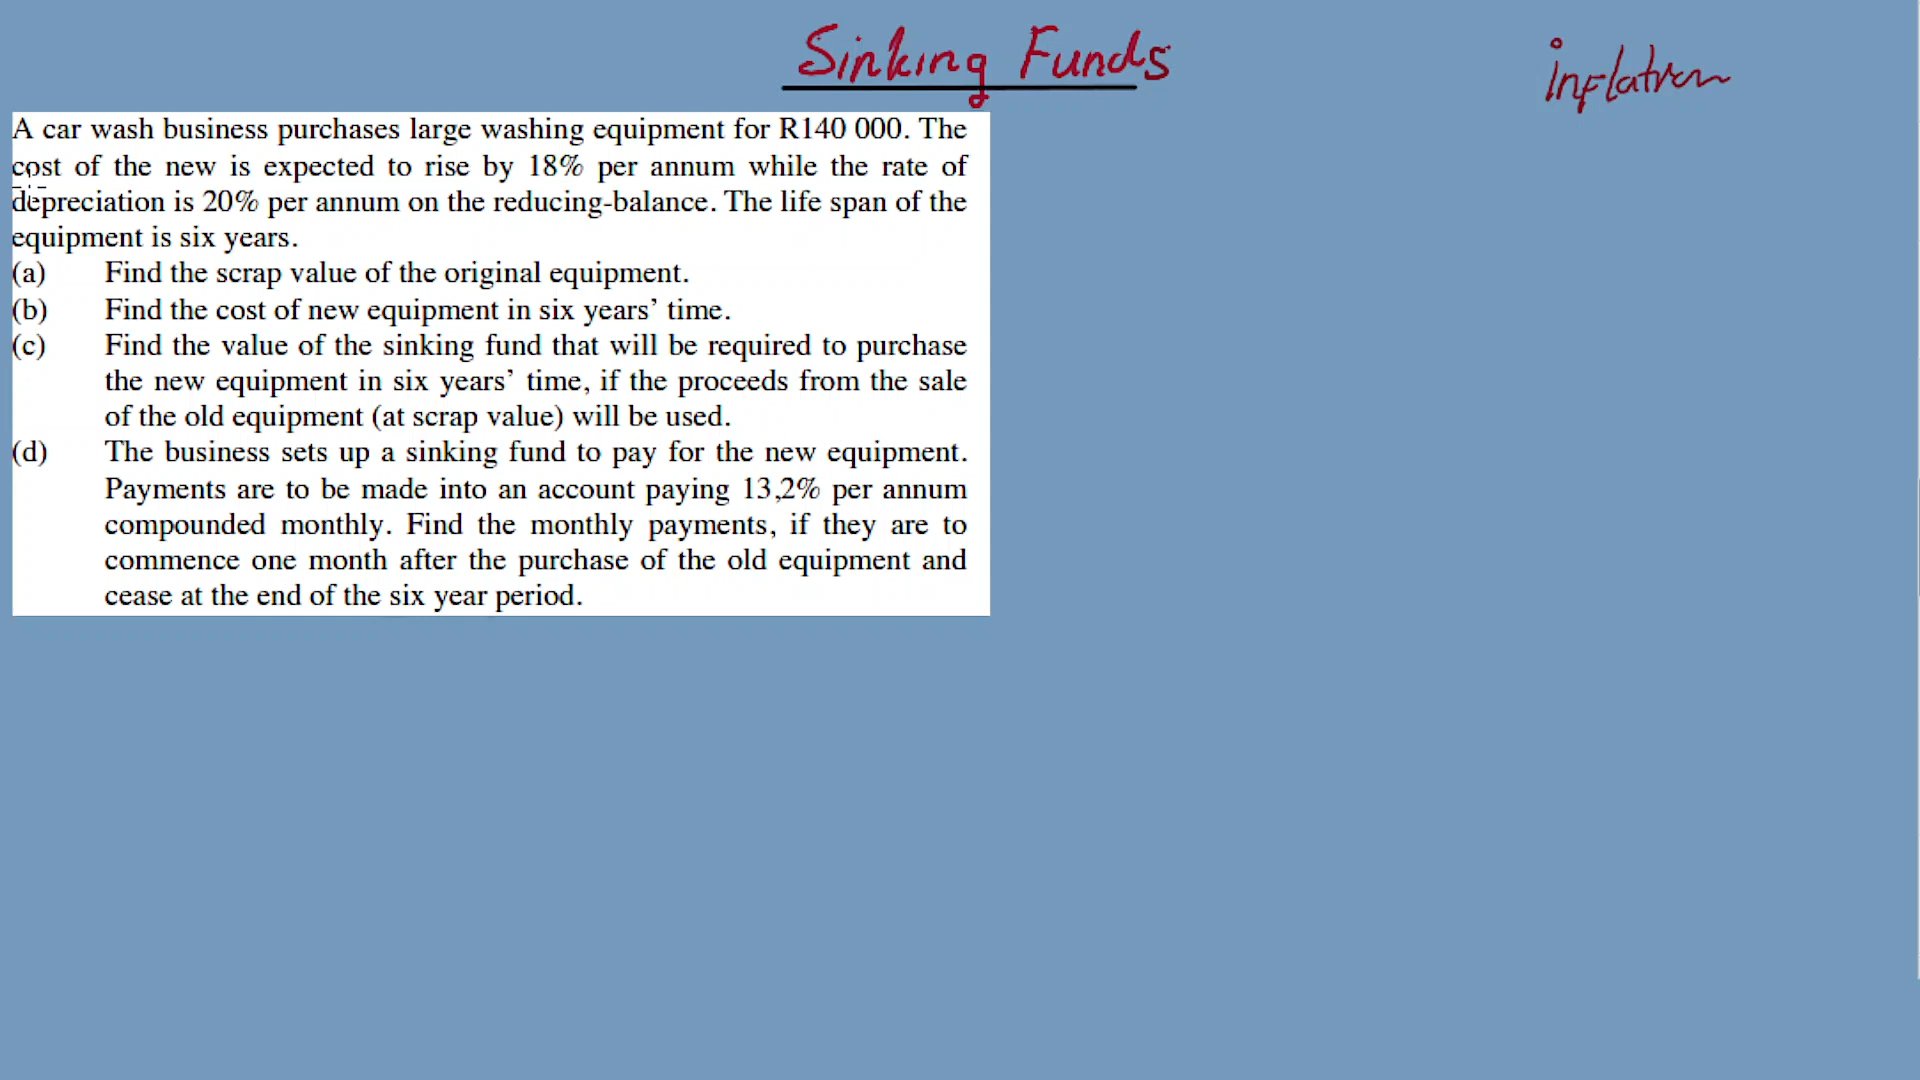 Sinking Funds
inflation
A car wash business purchases large washing equipment for R140 000. The
cost of the new is expected to rise by 18% per annum while the rate of
depreciation is 20% per annum on the reducing-balance. The life span of the
equipment is six years.
(a) Find the scrap value of the original equipment.
(b) Find the cost of new equipment in six years’ time.
(c) Find the value of the sinking fund that will be required to purchase
the new equipment in six years’ time, if the proceeds from the sale
of the old equipment (at scrap value) will be used.
(d) The business sets up a sinking fund to pay for the new equipment.
Payments are to be made into an account paying 13,2% per annum
compounded monthly. Find the monthly payments, if they are to
commence one month after the purchase of the old equipment and
cease at the end of the six year period.